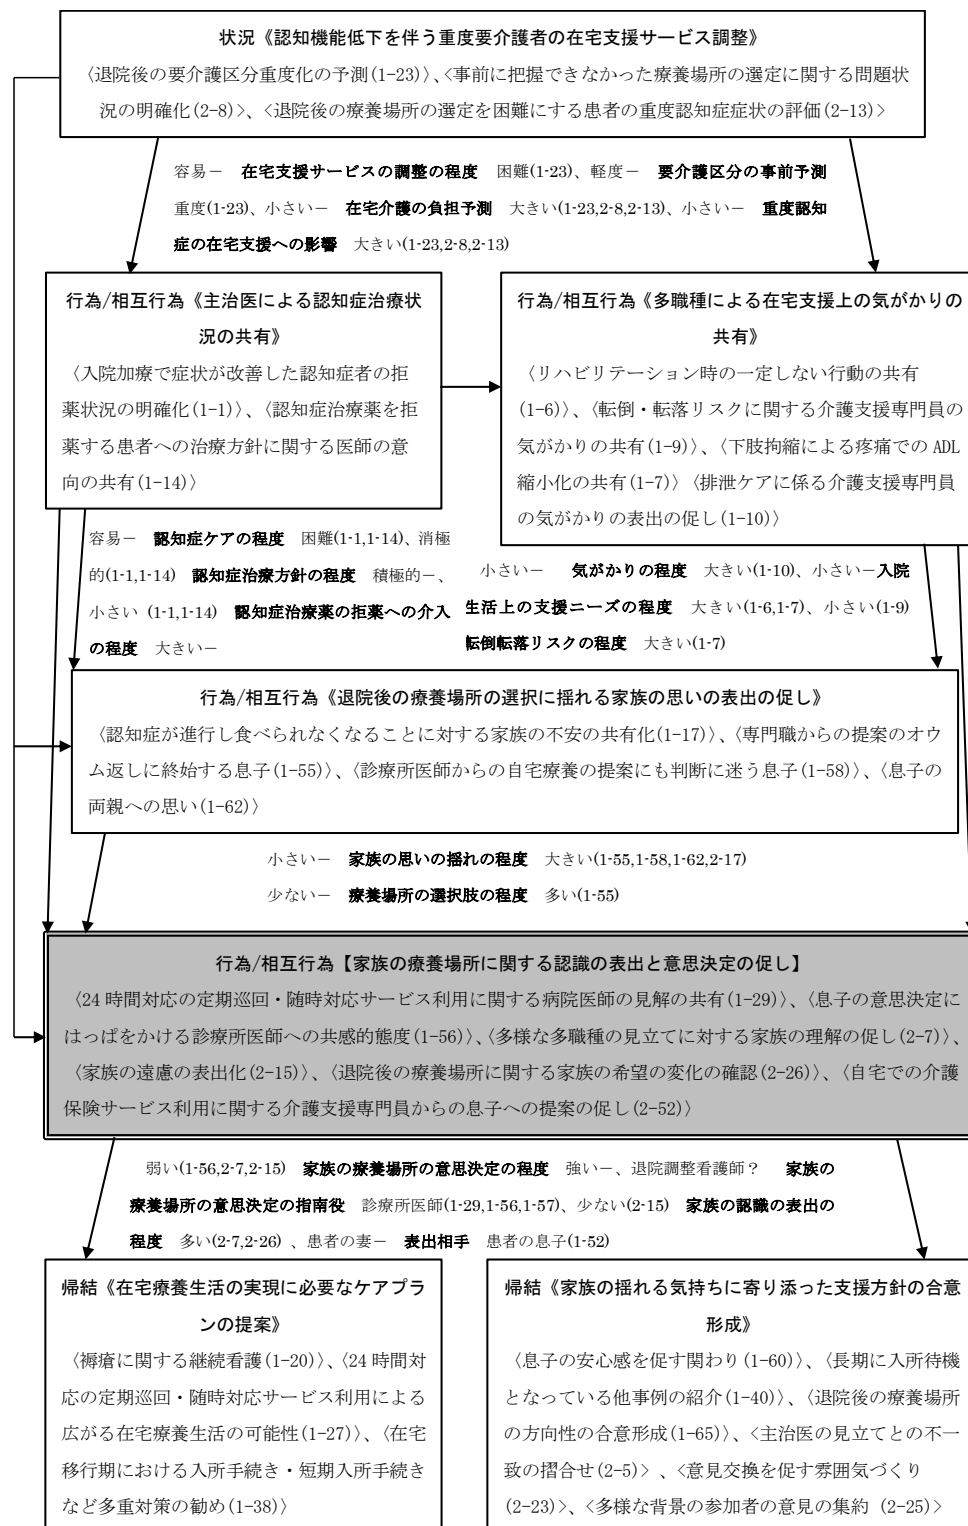 状況《認知機能低下を伴う重度要介護者の在宅支援サービス調整》
〈退院後の要介護区分重度化の予測(1-23)〉、<事前に把握できなかった療養場所の選定に関する問題状
況の明確化(2-8)>、<退院後の療養場所の選定を困難にする患者の重度認知症症状の評価(2-13)>
容易－ 在宅支援サービスの調整の程度 困難(1-23)、軽度－ 要介護区分の事前予測
重度(1-23)、小さい－ 在宅介護の負担予測 大きい(1-23,2-8,2-13)、小さい－ 重度認知
症の在宅支援への影響 大きい(1-23,2-8,2-13)
行為/相互行為《主治医による認知症治療状
況の共有》
〈入院加療で症状が改善した認知症者の拒
薬状況の明確化(1-1)〉、〈認知症治療薬を拒
薬する患者への治療方針に関する医師の意
向の共有(1-14)〉
行為/相互行為《多職種による在宅支援上の気がかりの
共有》
〈リハビリテーション時の一定しない行動の共有
(1-6)〉、〈転倒・転落リスクに関する介護支援専門員の
気がかりの共有(1-9)〉、〈下肢拘縮による疼痛での ADL
縮小化の共有(1-7)〉〈排泄ケアに係る介護支援専門員
の気がかりの表出の促し(1-10)〉
容易－ 認知症ケアの程度 困難(1-1,1-14)、消極
的(1-1,1-14) 認知症治療方針の程度 積極的－、
小さい (1-1,1-14) 認知症治療薬の拒薬への介入
の程度 大きい－
小さい－ 気がかりの程度 大きい(1-10)、小さい－入院
生活上の支援ニーズの程度 大きい(1-6,1-7)、小さい(1-9)
転倒転落リスクの程度 大きい(1-7)
行為/相互行為《退院後の療養場所の選択に揺れる家族の思いの表出の促し》
〈認知症が進行し食べられなくなることに対する家族の不安の共有化(1-17)〉、〈専門職からの提案のオウ
ム返しに終始する息子(1-55)〉、〈診療所医師からの自宅療養の提案にも判断に迷う息子(1-58)〉、〈息子の
両親への思い(1-62)〉
小さい－ 家族の思いの揺れの程度 大きい(1-55,1-58,1-62,2-17)
少ない－ 療養場所の選択肢の程度 多い(1-55)
行為/相互行為【家族の療養場所に関する認識の表出と意思決定の促し】
〈24 時間対応の定期巡回・随時対応サービス利用に関する病院医師の見解の共有(1-29)〉、〈息子の意思決定に
はっぱをかける診療所医師への共感的態度(1-56)〉、〈多様な多職種の見立てに対する家族の理解の促し(2-7)〉、
〈家族の遠慮の表出化(2-15)〉、〈退院後の療養場所に関する家族の希望の変化の確認(2-26)〉、〈自宅での介護
保険サービス利用に関する介護支援専門員からの息子への提案の促し(2-52)〉
弱い(1-56,2-7,2-15) 家族の療養場所の意思決定の程度 強い－、退院調整看護師？ 家族の
療養場所の意思決定の指南役 診療所医師(1-29,1-56,1-57)、少ない(2-15) 家族の認識の表出の
程度 多い(2-7,2-26) 、患者の妻－ 表出相手 患者の息子(1-52)
帰結《在宅療養生活の実現に必要なケアプラ
ンの提案》
〈褥瘡に関する継続看護(1-20)〉、〈24 時間対
応の定期巡回・随時対応サービス利用による
広がる在宅療養生活の可能性(1-27)〉、〈在宅
移行期における入所手続き・短期入所手続き
など多重対策の勧め(1-38)〉
帰結《家族の揺れる気持ちに寄り添った支援方針の合意
形成》
〈息子の安心感を促す関わり(1-60)〉、〈長期に入所待機
となっている他事例の紹介(1-40)〉、〈退院後の療養場所
の方向性の合意形成(1-65)〉、<主治医の見立てとの不一
致の摺合せ(2-5)> 、<意見交換を促す雰囲気づくり
(2-23)>、<多様な背景の参加者の意見の集約 (2-25)>